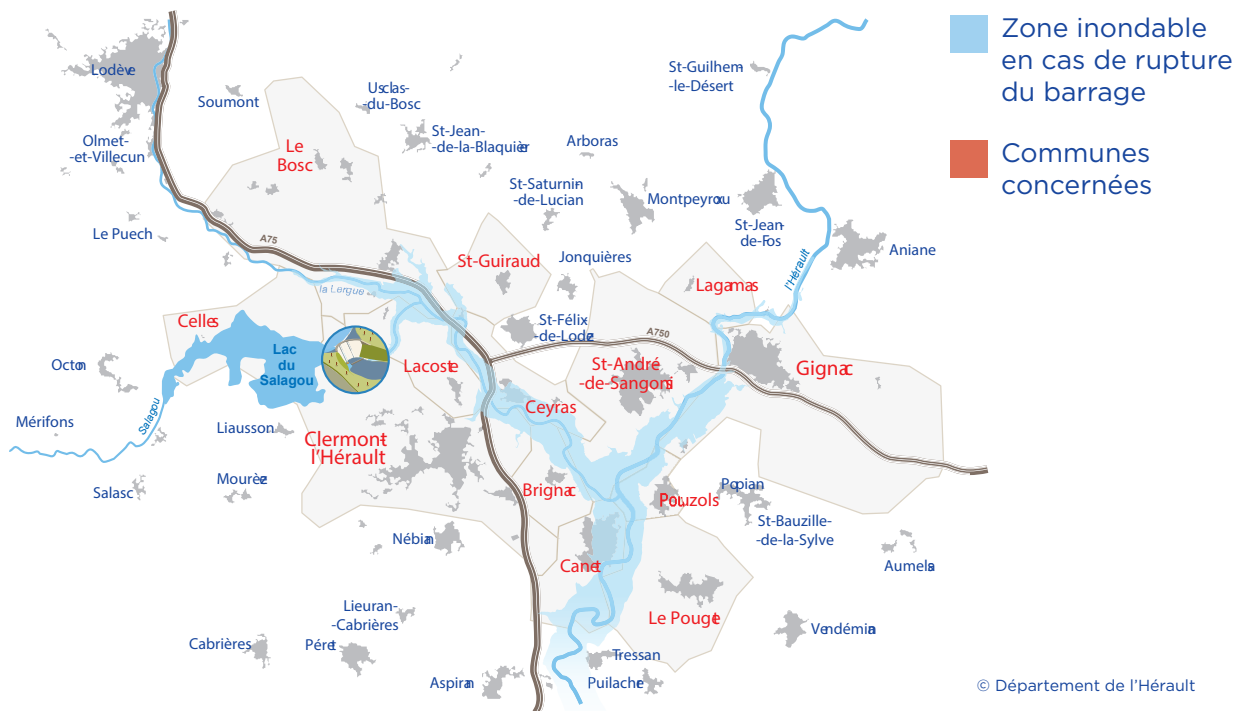 Zone inondable
en cas de rupture
du barrage
Communes
concernées
Lodève
Soumont
Usclas-
-du-Bosc
St-Guilhem-
-le-Désert
Olmet-
-et-Villecun
Le
Bosc
St-Jean-
-de-la-Blaquière
Arboras
St-Saturnin-
-de-Lucian
Montpeyroux
St-Jean-
de-Fos
Aniane
Le Puech
A75
St-Guiraud
Jonquières
Lagamas
l'Hérault
la Lergue
Celles
St-Félix-
-de-Lodez
A750
Lac
du
Salagou
Octon
Lacoste
St-André
-de-Sangonis
Gignac
Ceyras
Mérifons
Salagou
Liausson
Clermont-
l'Hérault
Salasc
Mourèze
Brignac
Pouzols
Popian
St-Bauzille-
-de-la-Sylve
Nébian
Canet
Aumelas
Lieuran-
-Cabrières
Le Pouget
Vendémian
Cabrières
Péret
Tressan
Aspiran
Puilacher
© Département de l'Hérault